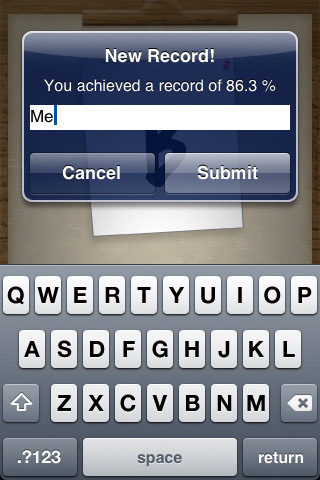 New Record!
You achieved a record of 86.3 %
Me
Cancel Submit
Q W E R T Y U I O P
A S D F G H J K L
Z X C V B N M
.?123 space return